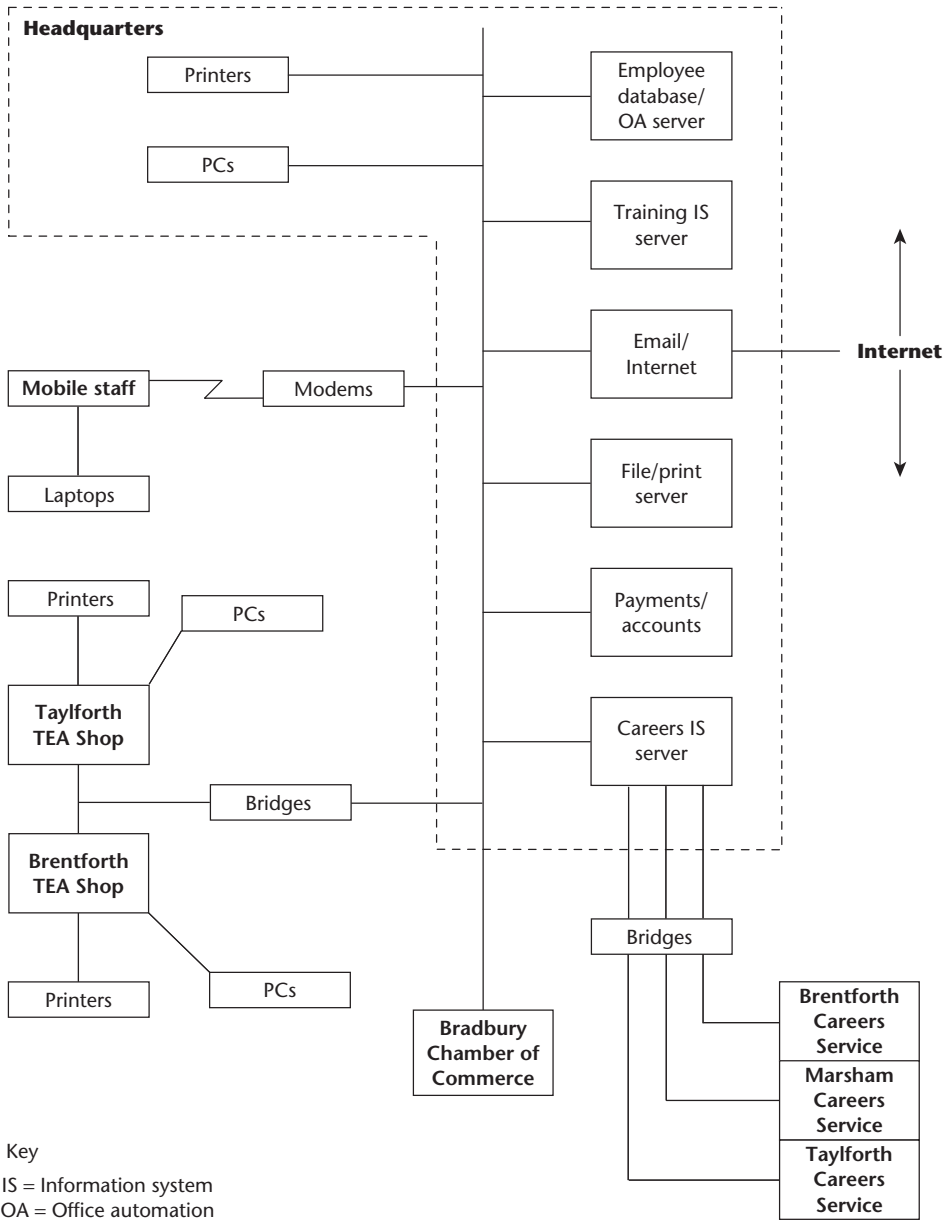 Headquarters
Printers
PCs
Employee
database/
OA server
Training IS
server
Email/
Internet
Internet
File/print
server
Payments/
accounts
Careers IS
server
Mobile staff
Modems
Laptops
Printers
PCs
Taylforth
TEA Shop
Bridges
Brentforth
TEA Shop
Printers
PCs
Bradbury
Chamber of
Commerce
Bridges
Brentforth
Careers
Service
Marsham
Careers
Service
Taylforth
Careers
Service
Key
IS = Information system
OA = Office automation